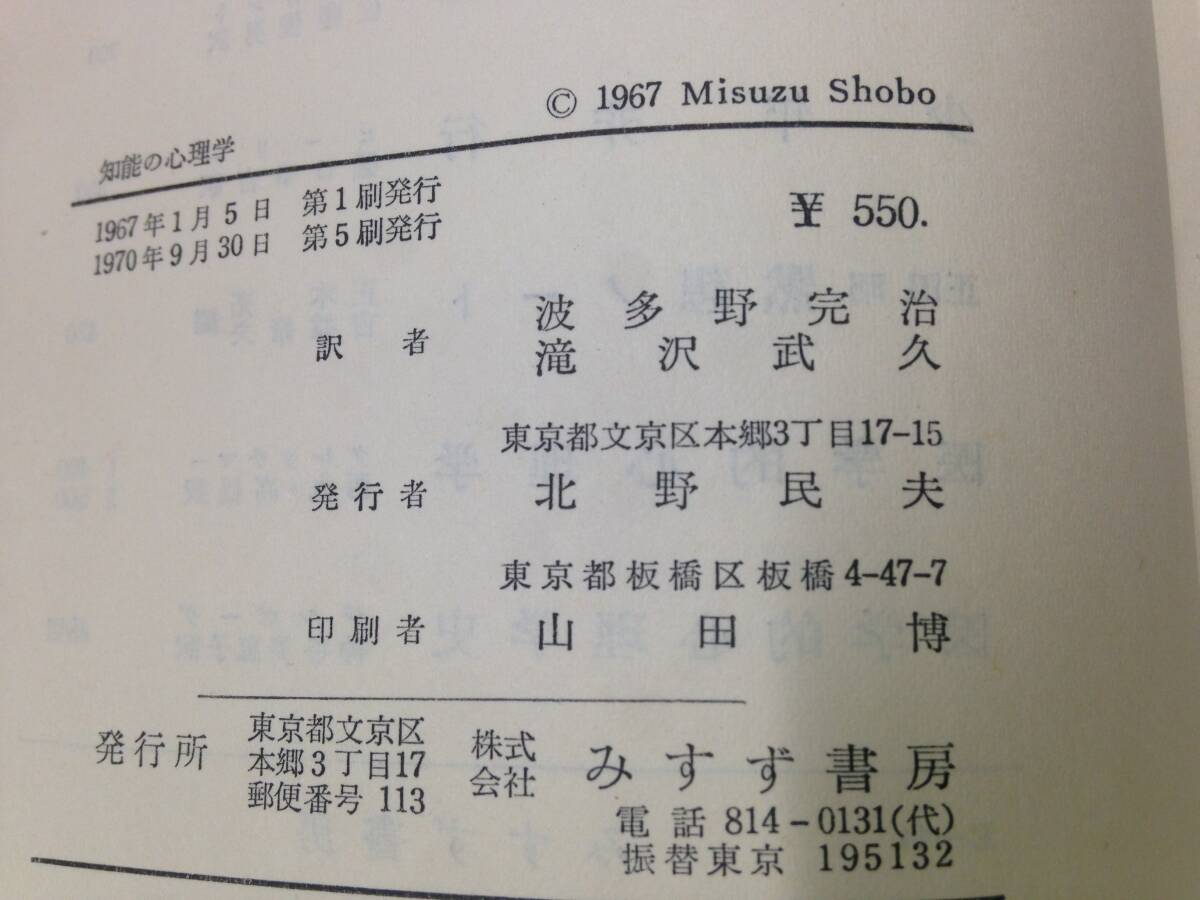 © 1967 Misuzu Shobo
知能の心理学
1967年1月5日 第1刷発行
1970年9月30日 第5刷発行
¥ 550.
訳者
波多野完治
滝沢武久
東京都文京区本郷3丁目17-15
発行者 北野民夫
東京都板橋区板橋4-47-7
印刷者 山田博
発行所
東京都文京区
本郷3丁目17
郵便番号 113
株式
会社
みすず書房
電話 814-0131(代)
振替東京 195132